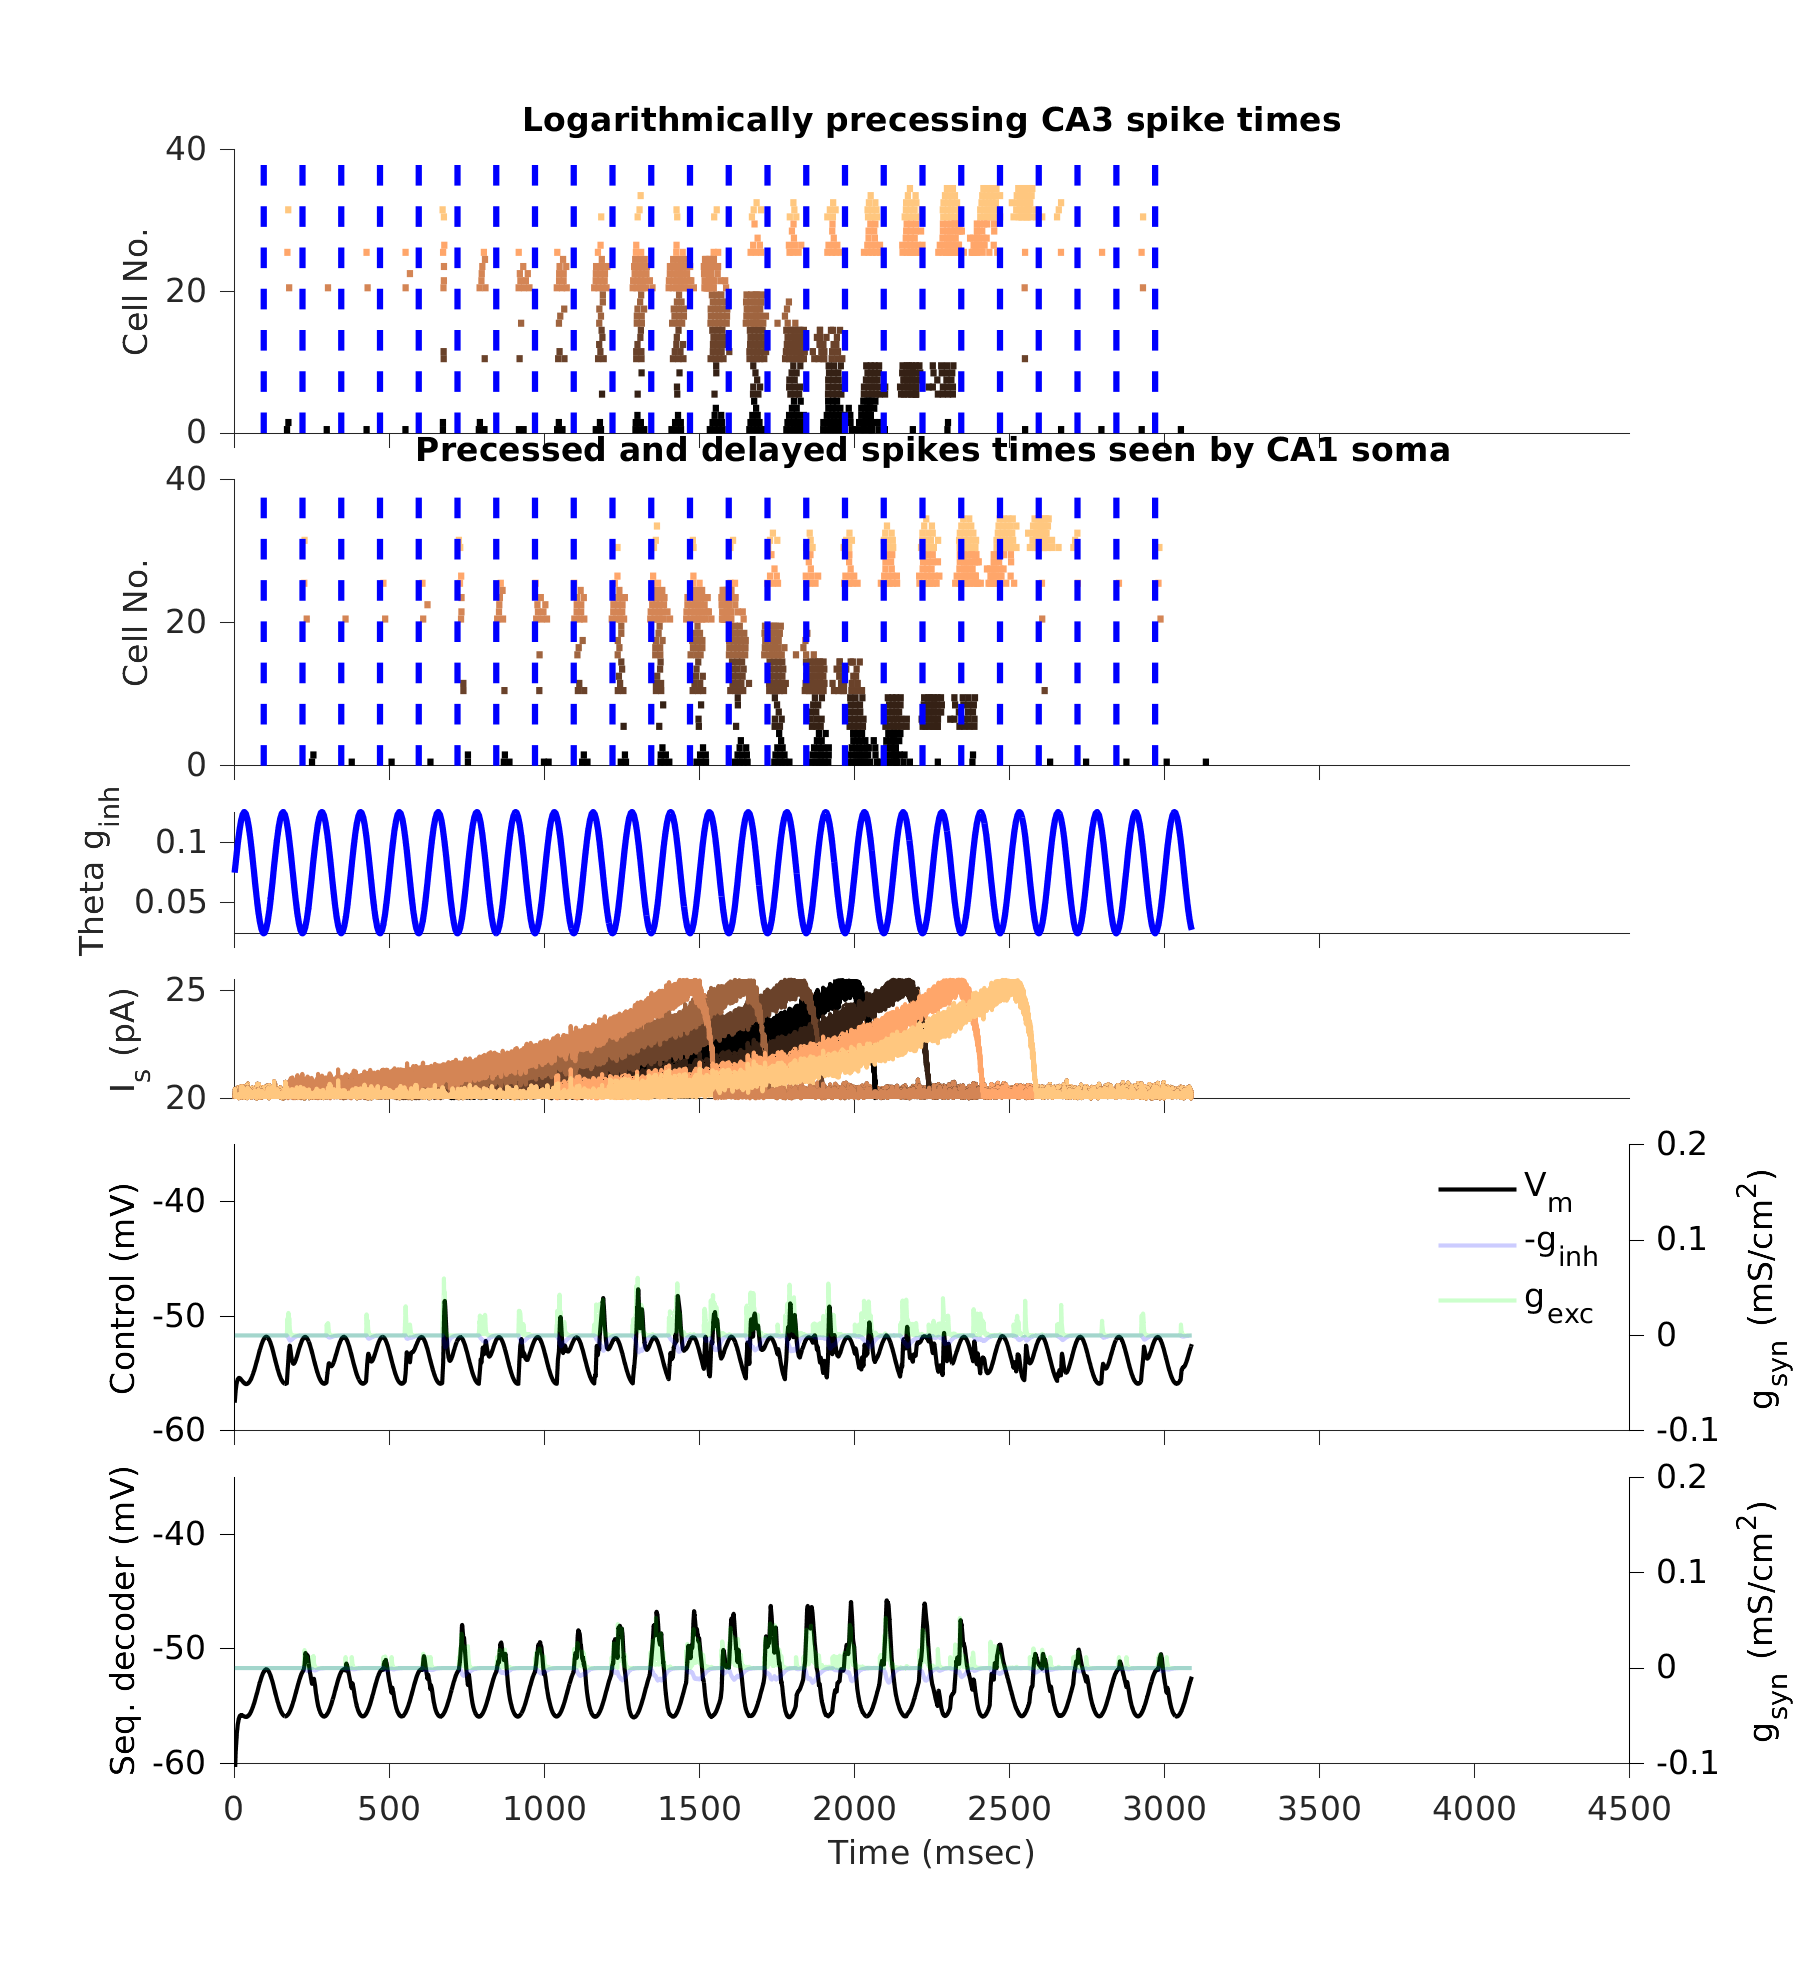 Logarithmically precessing CA3 spike times
40
20
0
Cell No.
Precessed and delayed spikes times seen by CA1 soma
40
20
0
Cell No.
0.1
0.05
Theta g_inh
25
20
I_s (pA)
-40
-50
-60
Control (mV)
V_m
-g_inh
g_exc
0.2
0.1
0
-0.1
g_syn (mS/cm^2)
-40
-50
-60
Seq. decoder (mV)
0.2
0.1
0
-0.1
g_syn (mS/cm^2)
0 500 1000 1500 2000 2500 3000 3500 4000 4500
Time (msec)